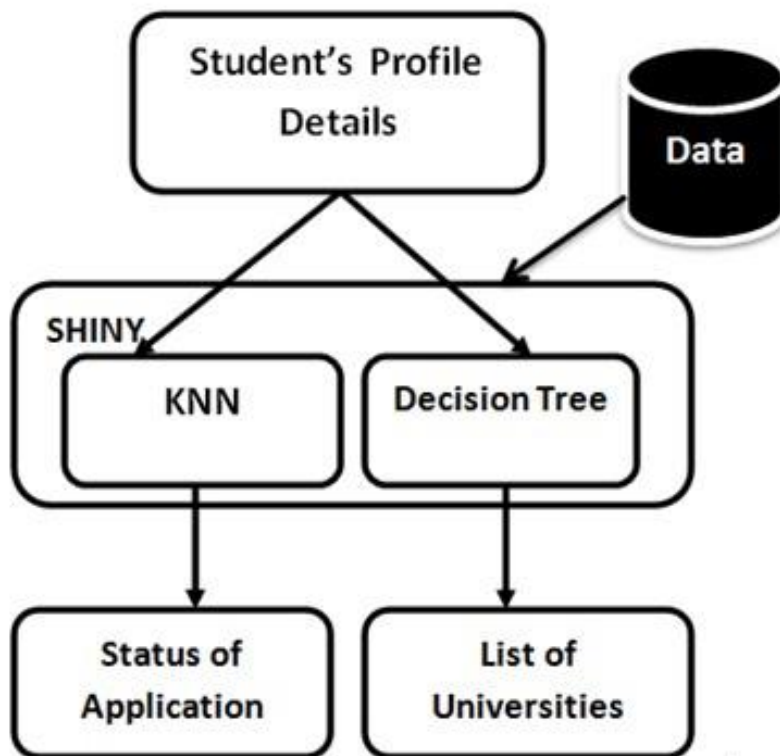 Student's Profile
Details
Data
SHINY
KNN
Decision Tree
Status of
Application
List of
Universities